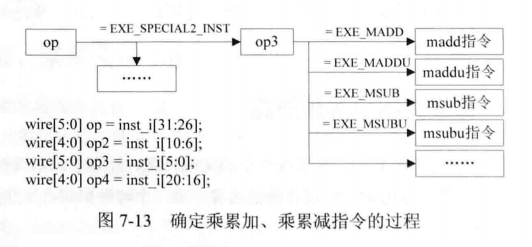 op
= EXE_SPECIAL2_INST
op3
= EXE_MADD
madd指令
= EXE_MADDU
maddu指令
= EXE_MSUB
msub指令
= EXE_MSUBU
msubu指令
……
……
wire[5:0] op = inst_i[31:26];
wire[4:0] op2 = inst_i[10:6];
wire[5:0] op3 = inst_i[5:0];
wire[4:0] op4 = inst_i[20:16];
图 7-13 确定乘累加、乘累减指令的过程